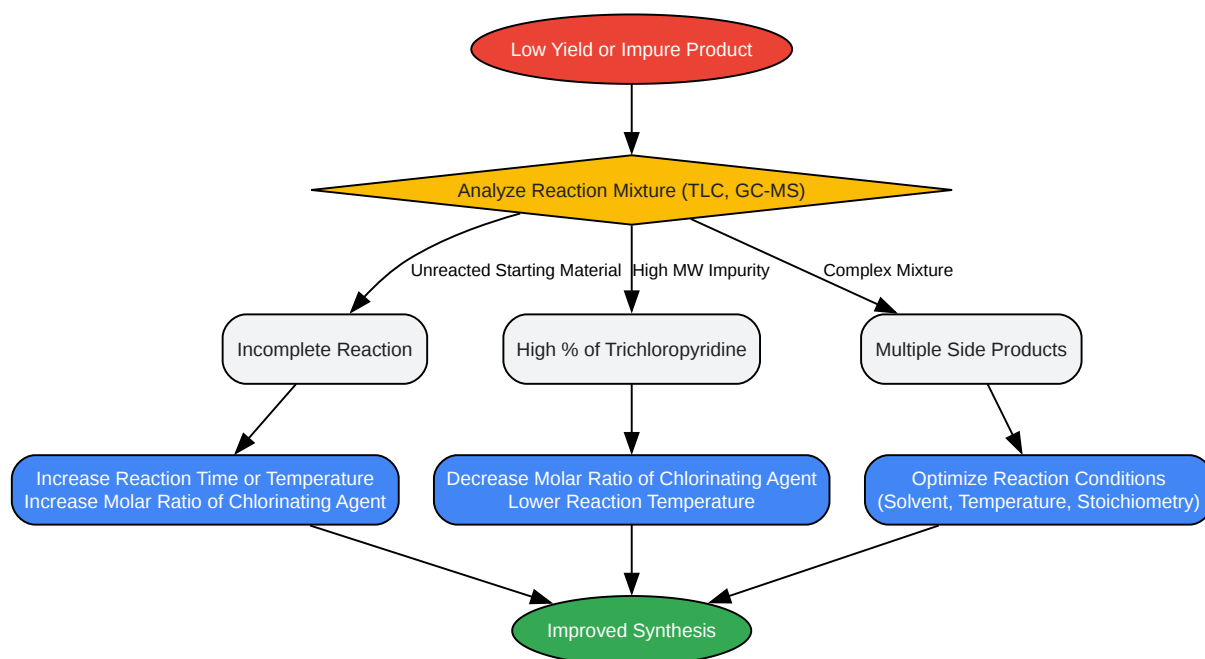 Low Yield or Impure Product
Analyze Reaction Mixture (TLC, GC-MS)
Unreacted Starting Material
High MW Impurity
Complex Mixture
Incomplete Reaction
High % of Trichloropyridine
Multiple Side Products
Increase Reaction Time or Temperature
Increase Molar Ratio of Chlorinating Agent
Decrease Molar Ratio of Chlorinating Agent
Lower Reaction Temperature
Optimize Reaction Conditions
(Solvent, Temperature, Stoichiometry)
Improved Synthesis